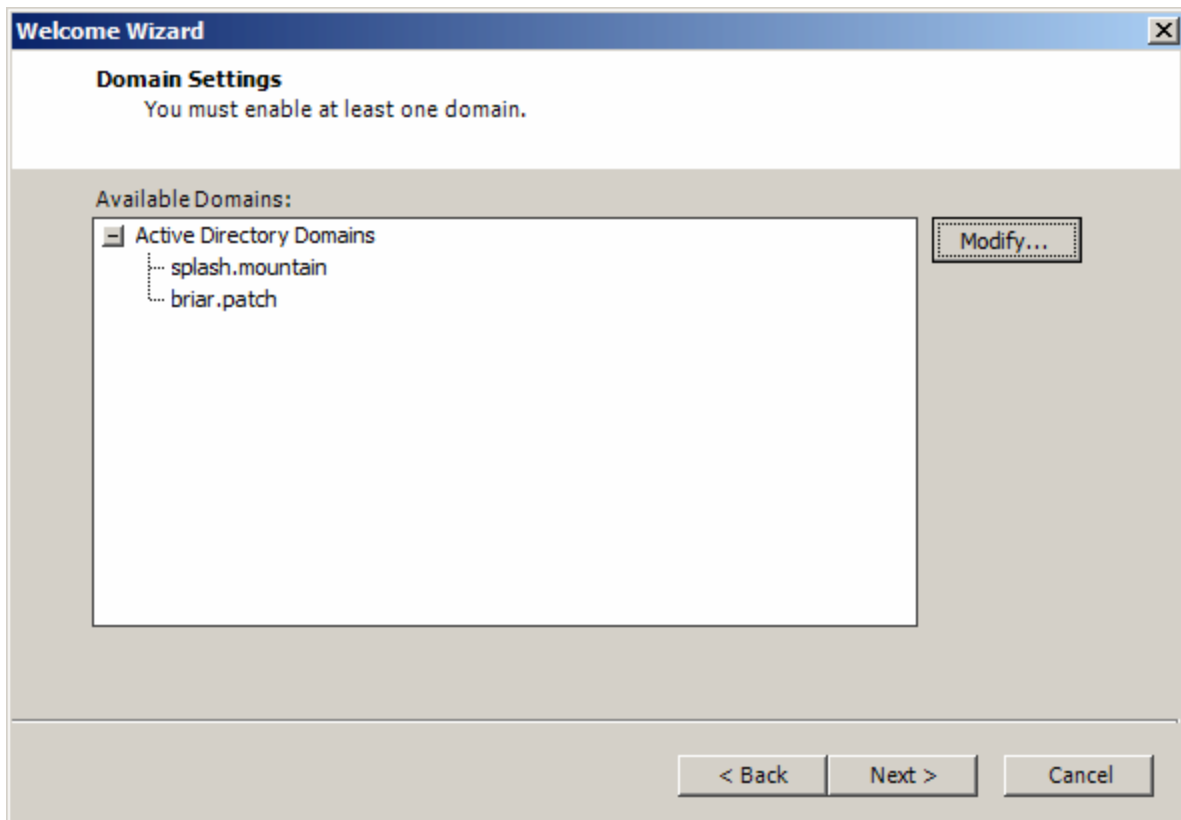 Welcome Wizard
Domain Settings
You must enable at least one domain.
Available Domains:
Active Directory Domains
Modify...
splash.mountain
briar.patch
< Back Next > Cancel